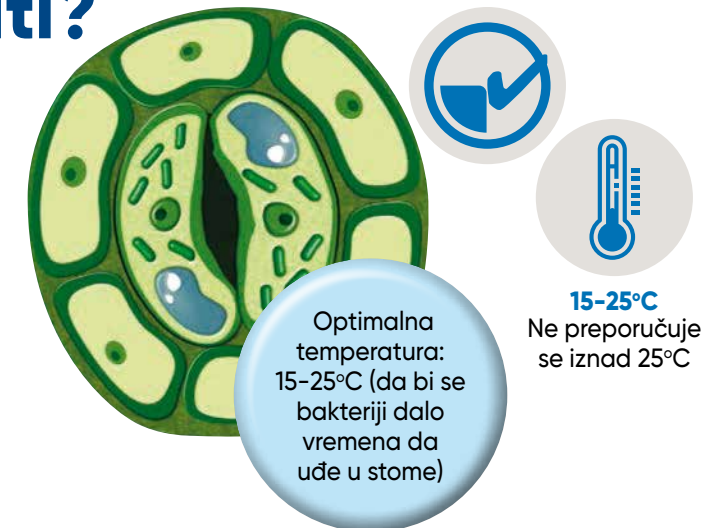 iti?
Optimalna
temperatura:
15-25°C (da bi se
bakteriji dalo
vremena da
uđe u stome)
15-25°C
Ne preporučuje
se iznad 25°C